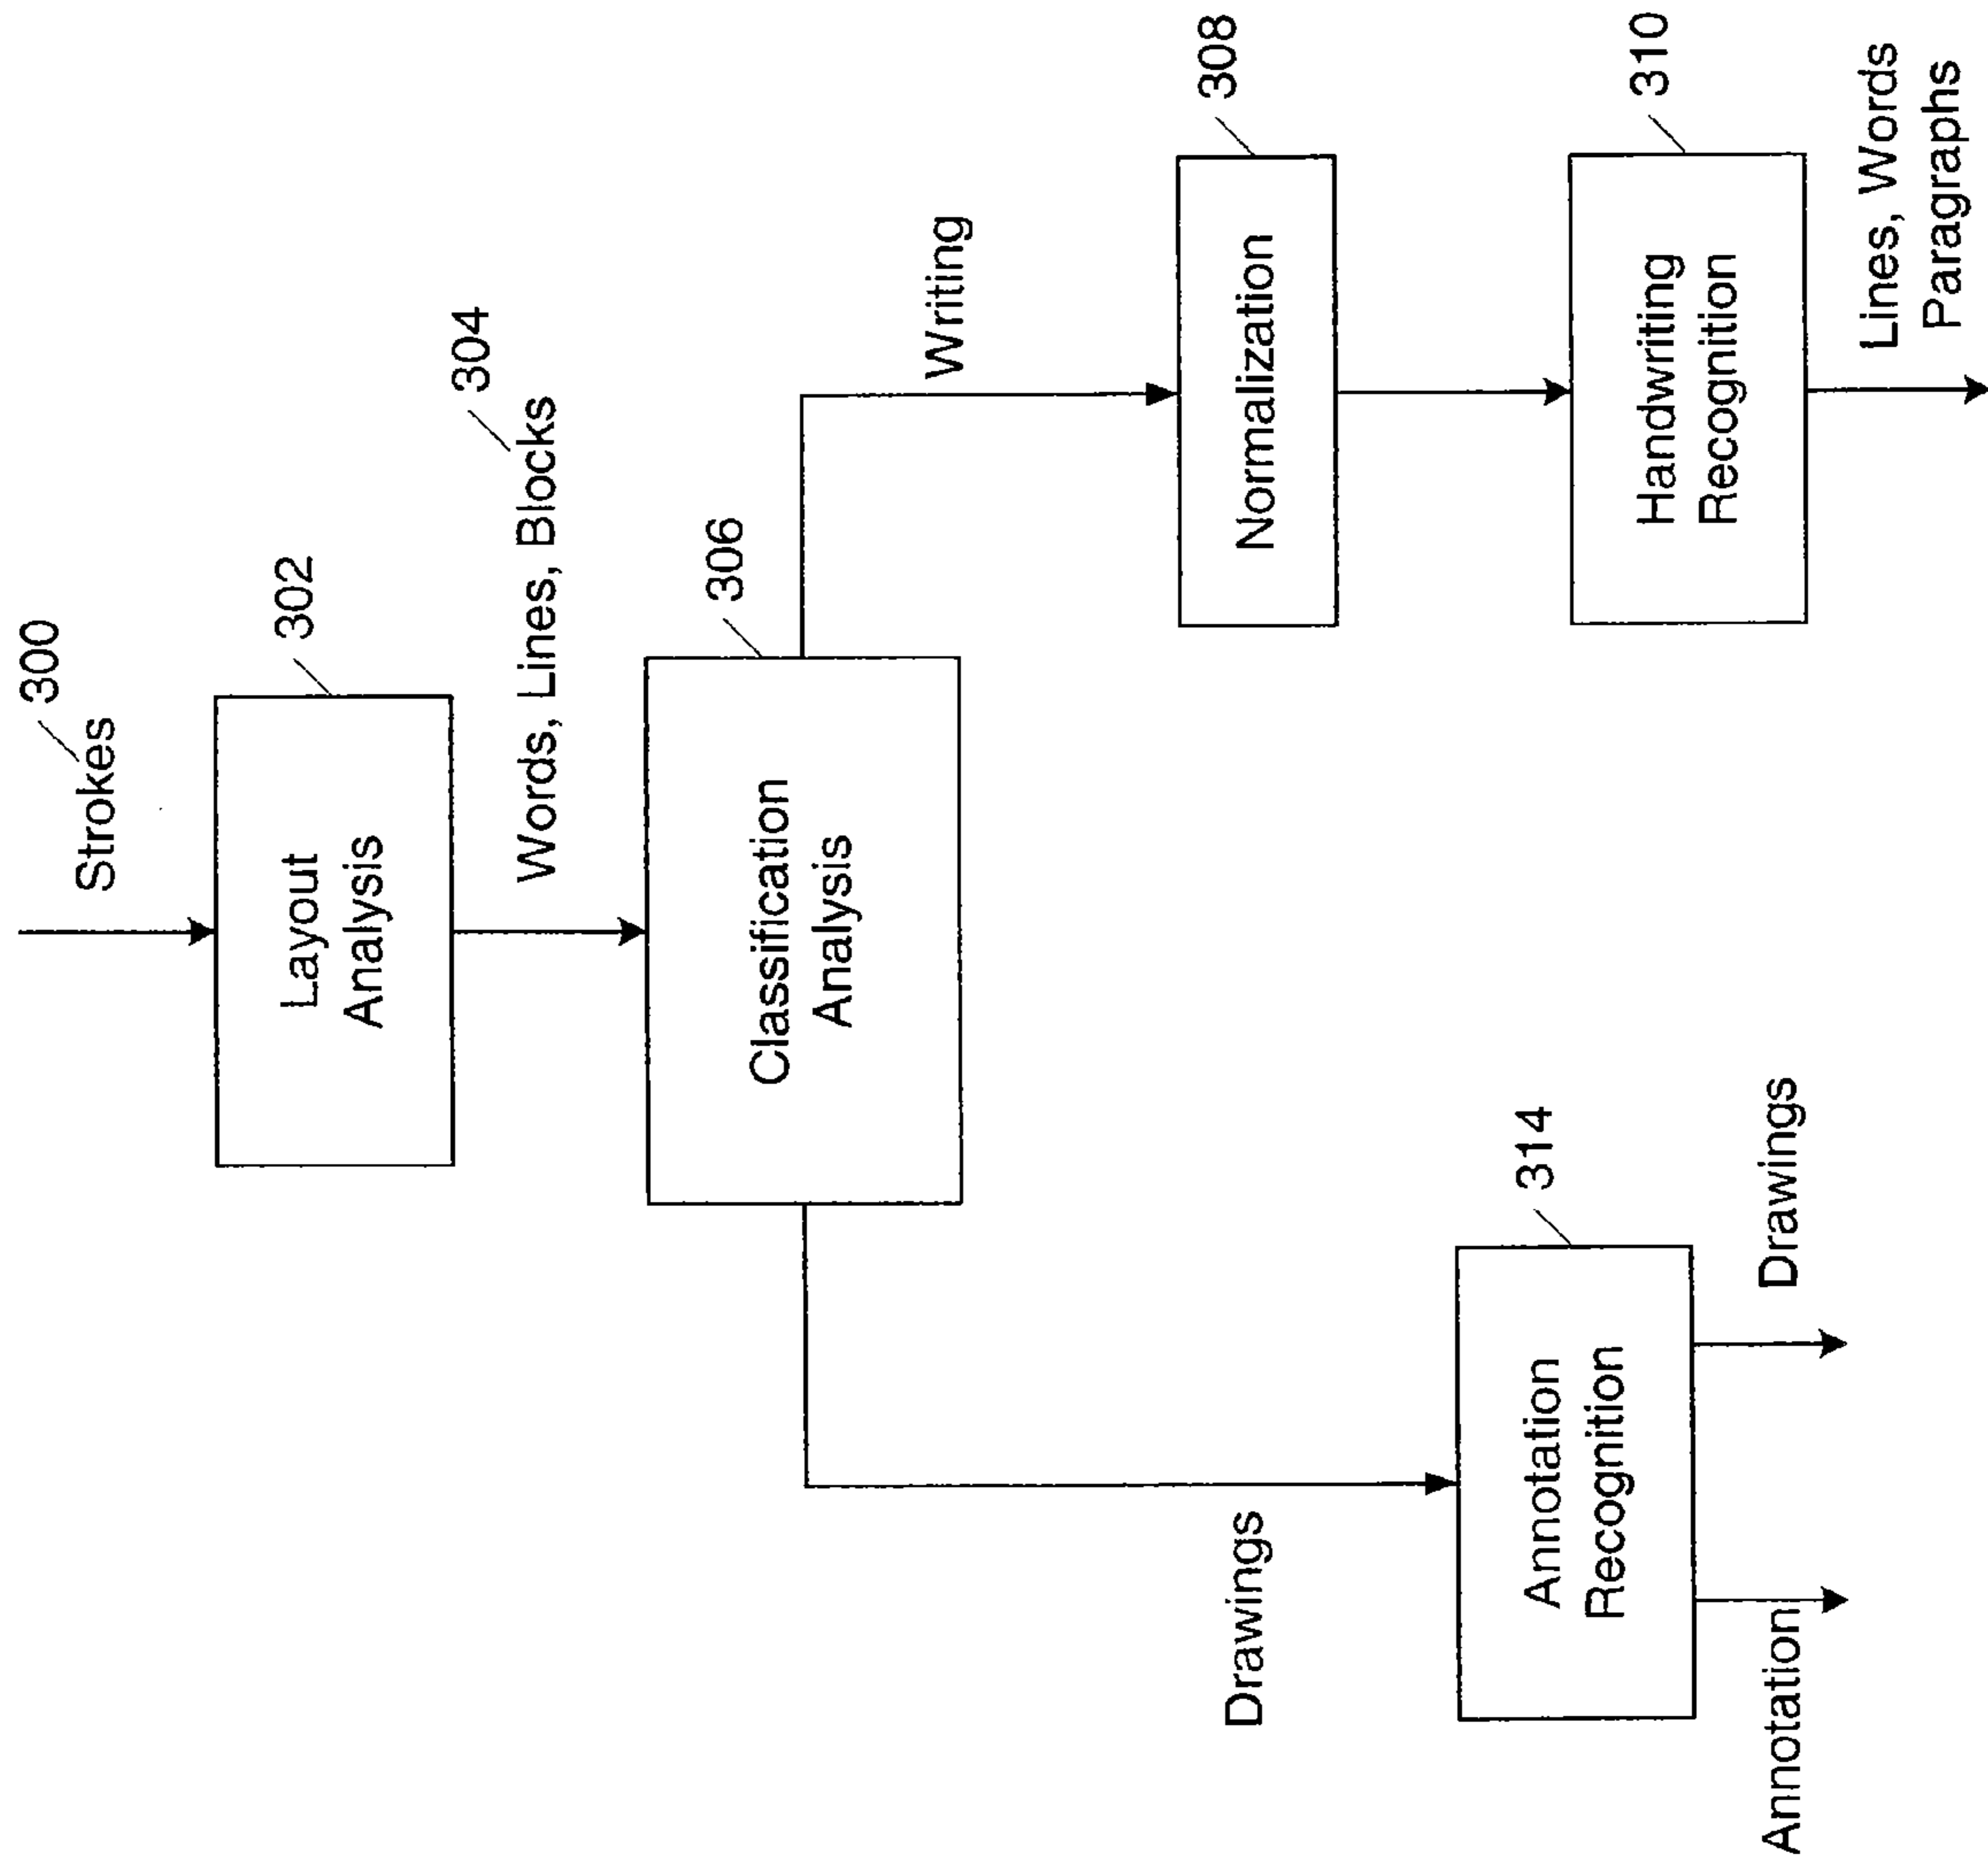 300
Strokes
302
Layout
Analysis
304
Words, Lines, Blocks
306
Classification
Analysis
Writing
308
Normalization
310
Handwriting
Recognition
Lines, Words
Paragraphs
Drawings
314
Annotation
Recognition
Annotation
Drawings